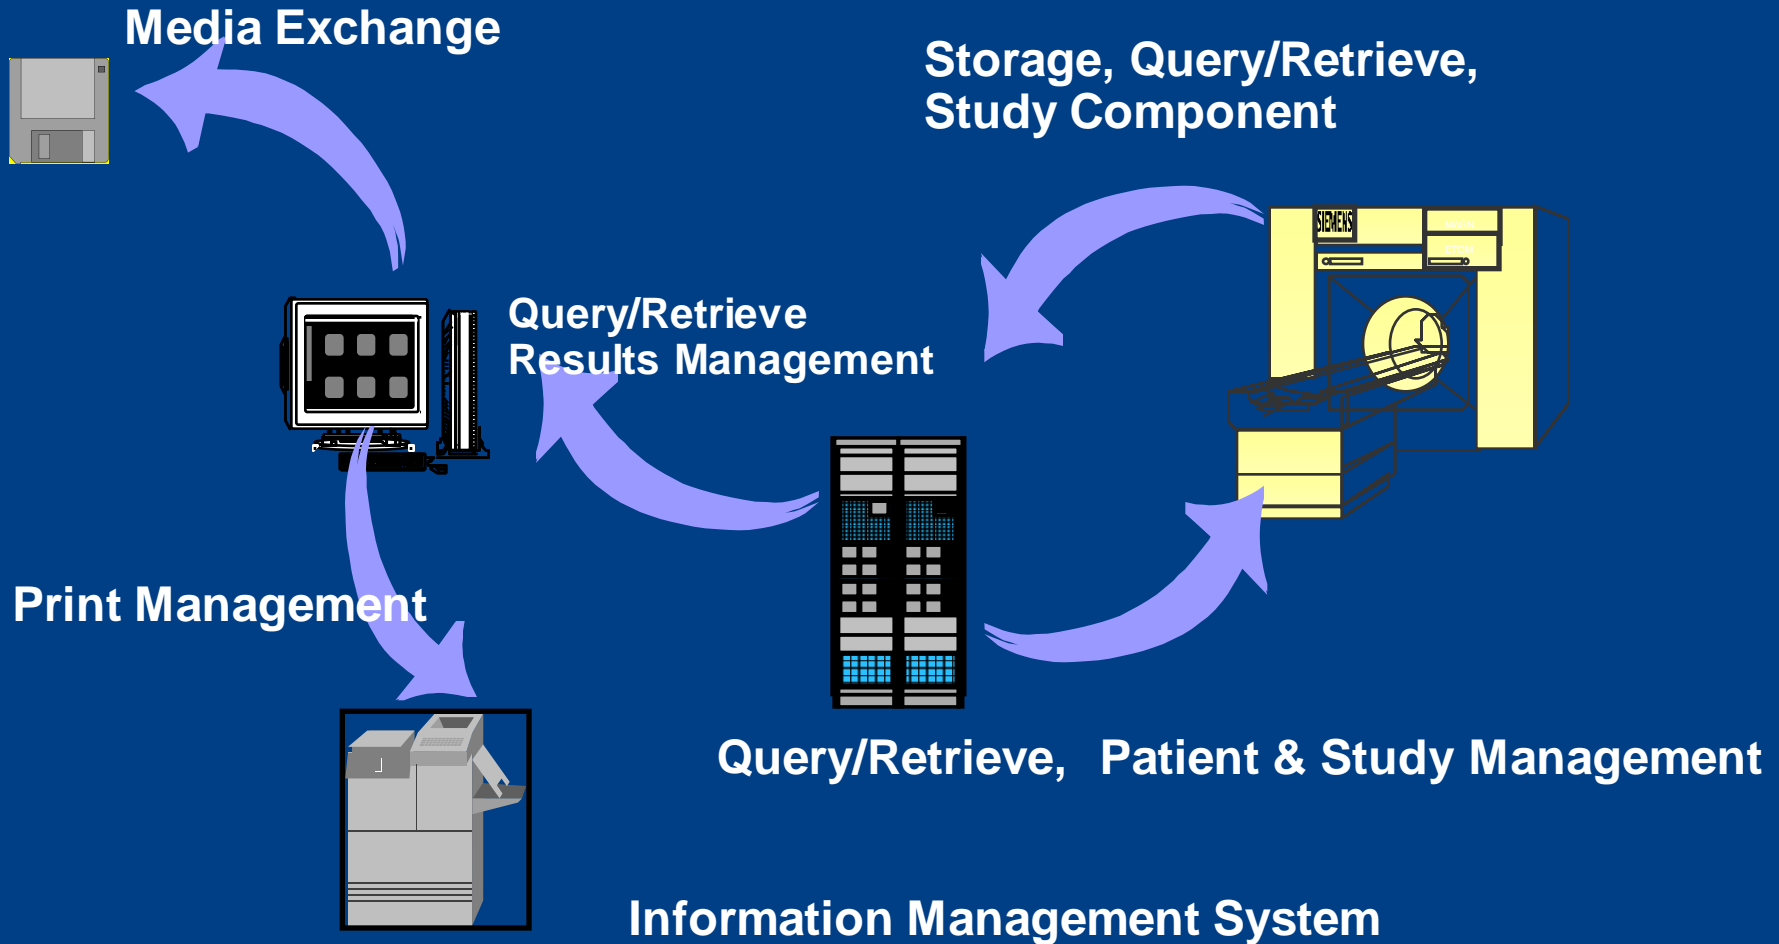 Media Exchange
Storage, Query/Retrieve,
Study Component
SIEMENS
Query/Retrieve
Results Management
Print Management
Query/Retrieve, Patient & Study Management
Information Management System